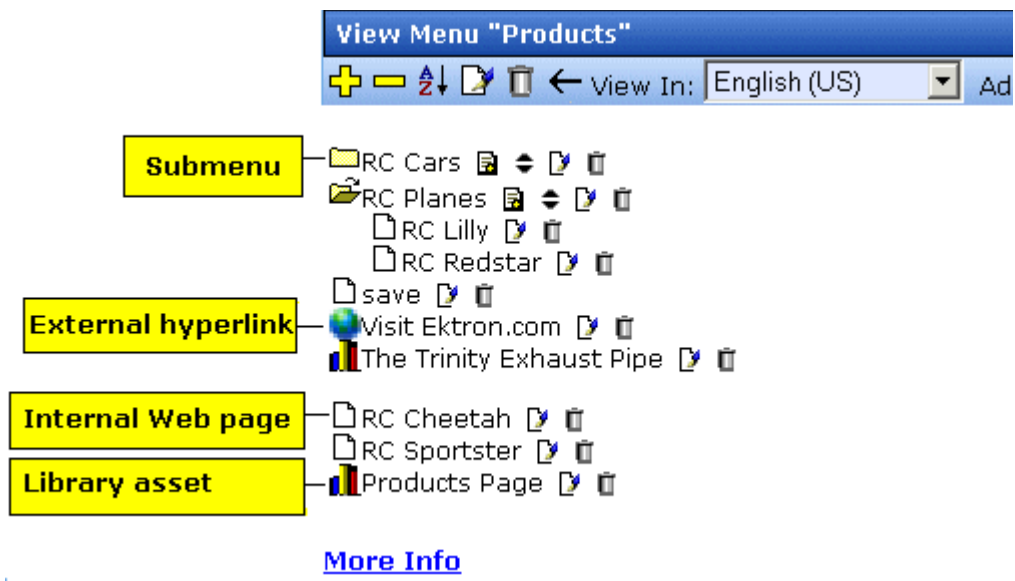 View Menu "Products"
View In: English (US) Ad
Submenu RC Cars
RC Planes
RC Lilly
RC Redstar
save
External hyperlink Visit Ektron.com
The Trinity Exhaust Pipe
Internal Web page RC Cheetah
RC Sportster
Library asset Products Page
More Info